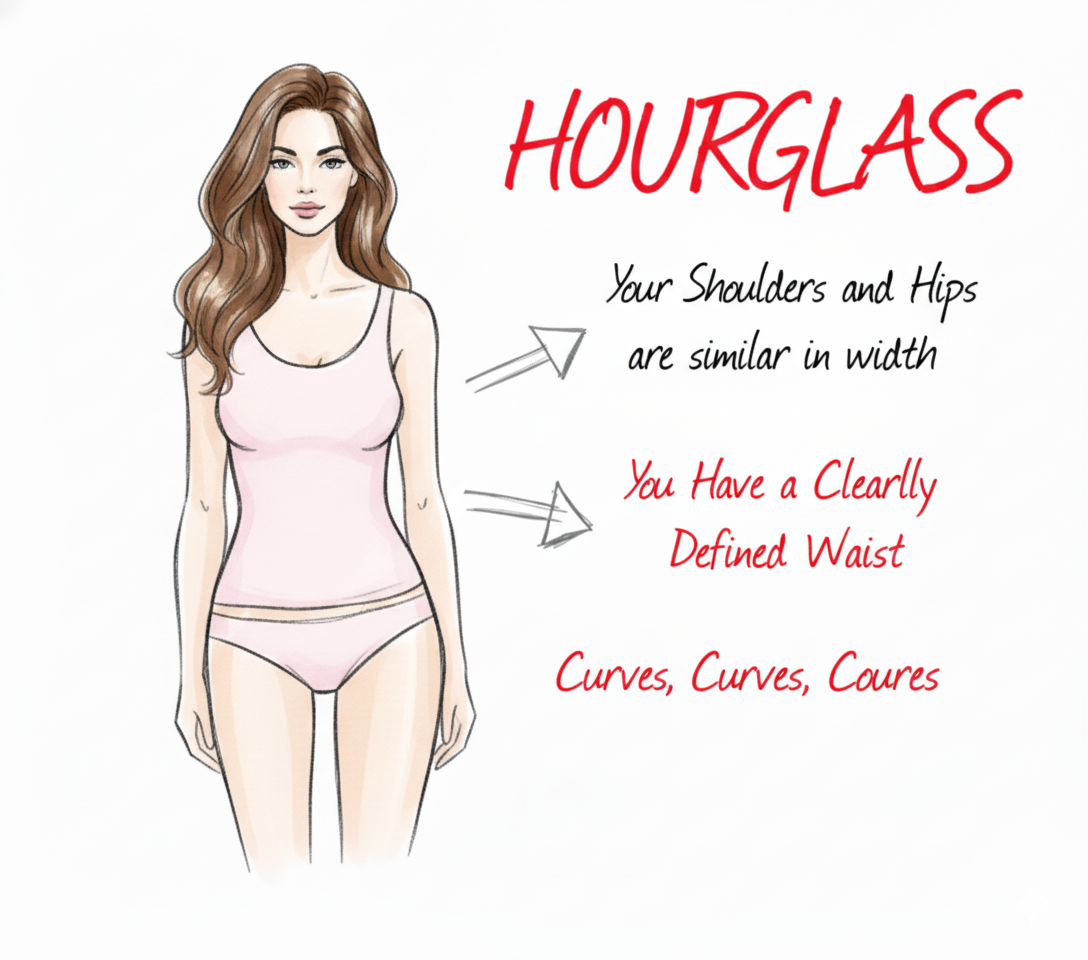 HOURGLASS
Your Shoulders and Hips
are similar in width
You Have a Clearlly
Defined Waist
Curves, Curves, Coures